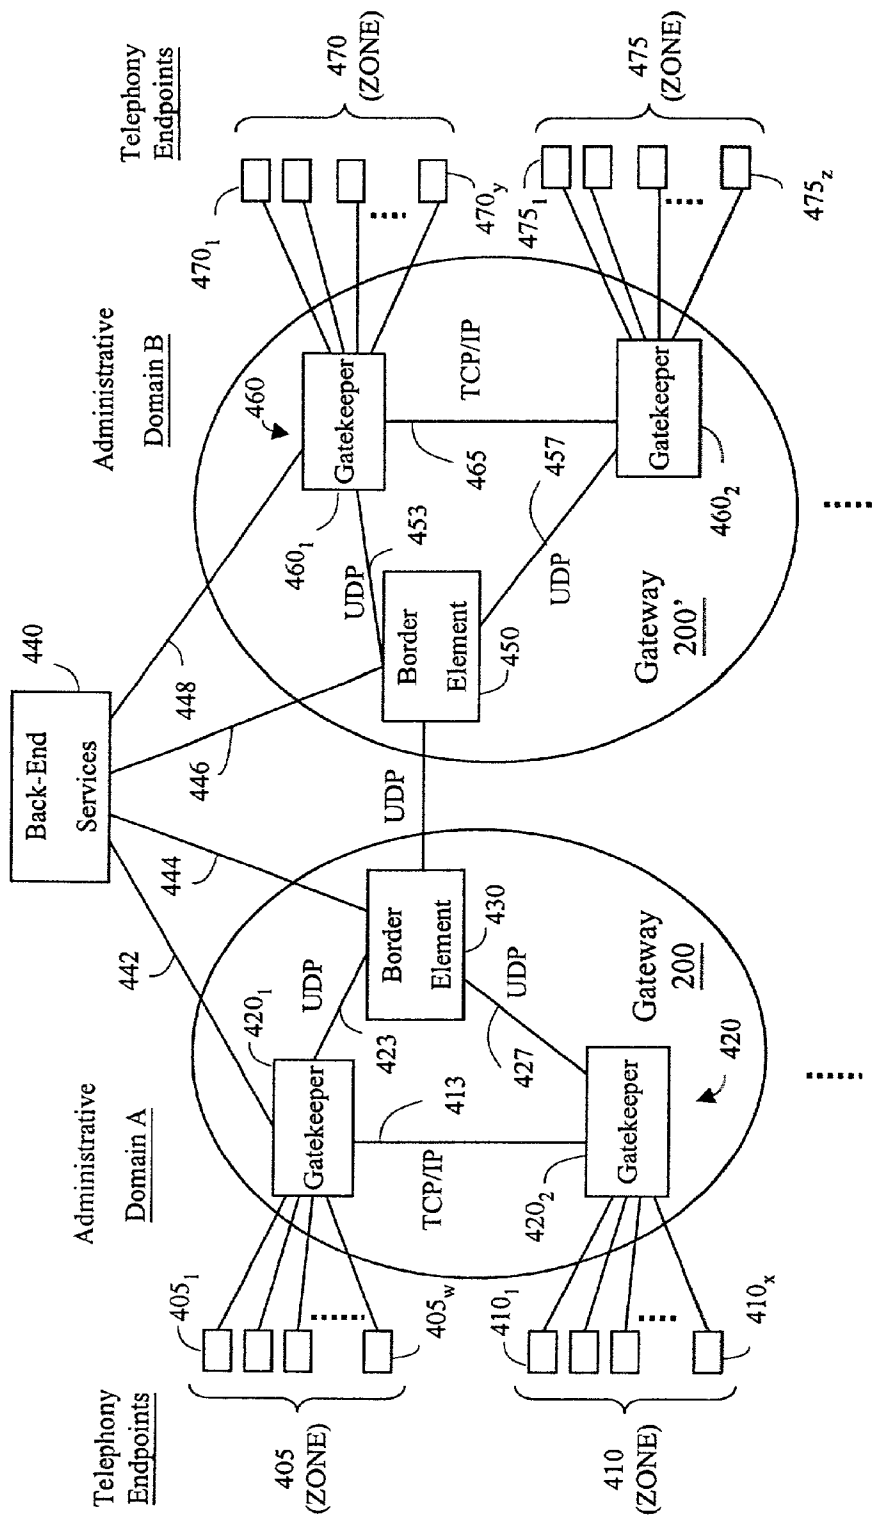 Back-End
Services
440
442
444
446
448
Administrative
Domain A
Administrative
Domain B
Telephony
Endpoints
Telephony
Endpoints
405₁
405w
405
(ZONE)
410₁
410ₓ
410
(ZONE)
Gatekeeper
420₁
UDP
423
413
TCP/IP
Gatekeeper
420₂
420
Border
Element
430
UDP
427
Gateway
200
UDP
Border
Element
450
UDP
453
UDP
457
Gateway
200’
460
Gatekeeper
460₁
465
TCP/IP
Gatekeeper
460₂
470₁
470y
470
(ZONE)
475₁
475z
475
(ZONE)